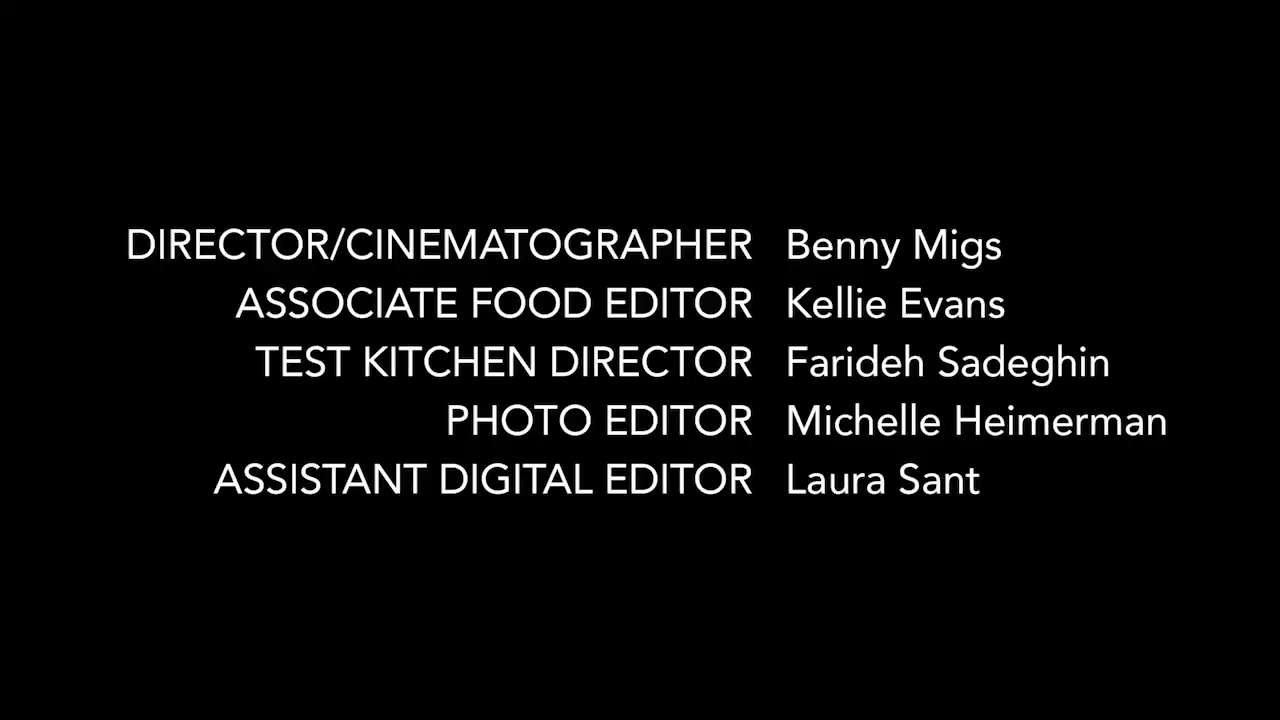 DIRECTOR/CINEMATOGRAPHER Benny Migs
ASSOCIATE FOOD EDITOR Kellie Evans
TEST KITCHEN DIRECTOR Farideh Sadeghin
PHOTO EDITOR Michelle Heimerman
ASSISTANT DIGITAL EDITOR Laura Sant